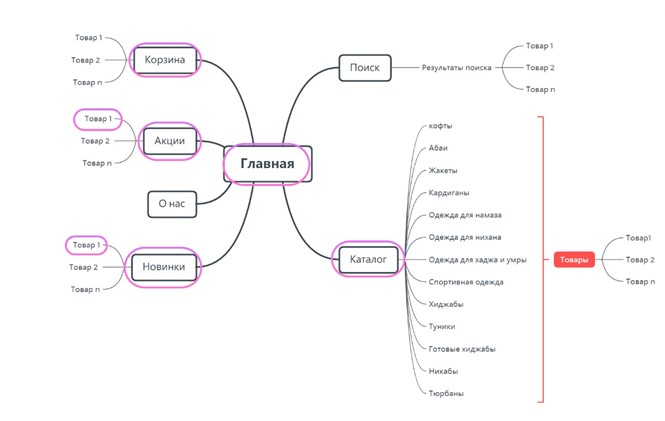 Главная
Корзина
Товар 1
Товар 2
Товар n
Акции
Товар 1
Товар 2
Товар n
О нас
Новинки
Товар 1
Товар 2
Товар n
Поиск
Результаты поиска
Товар 1
Товар 2
Товар n
Каталог
кофты
Абаи
Жакеты
Кардиганы
Одежда для намаза
Одежда для нихана
Одежда для хаджа и умры
Спортивная одежда
Хиджабы
Туники
Готовые хиджабы
Никабы
Тюрбаны
Товары
Товар1
Товар 2
Товар n